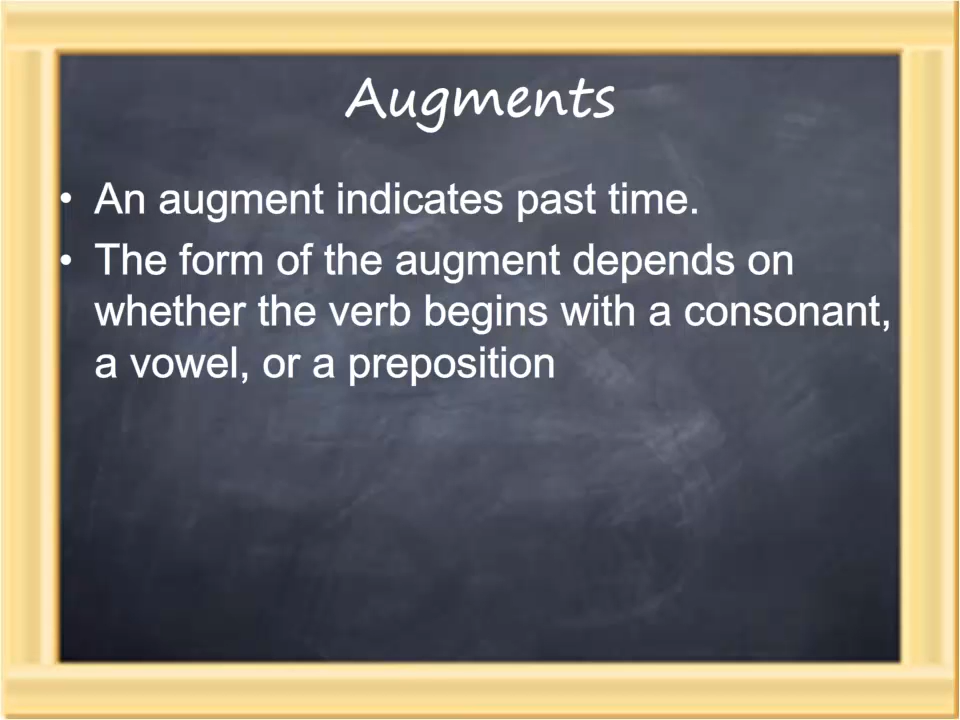 Augments
• An augment indicates past time.
• The form of the augment depends on
whether the verb begins with a consonant,
a vowel, or a preposition